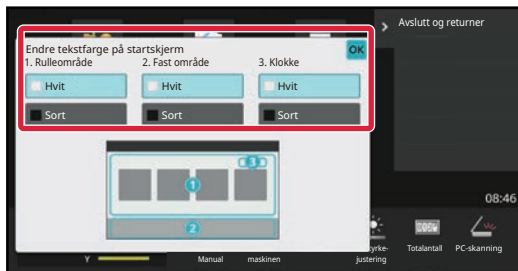 Avslutt og returner
Endre tekstfarge på startskjerm
OK
1. Rulleområde
2. Fast område
3. Klokke
Hvit
Hvit
Hvit
Sort
Sort
Sort
3
1
2
08:46
Y
Manual
maskinen
justering
Totalantall
PC-skanning